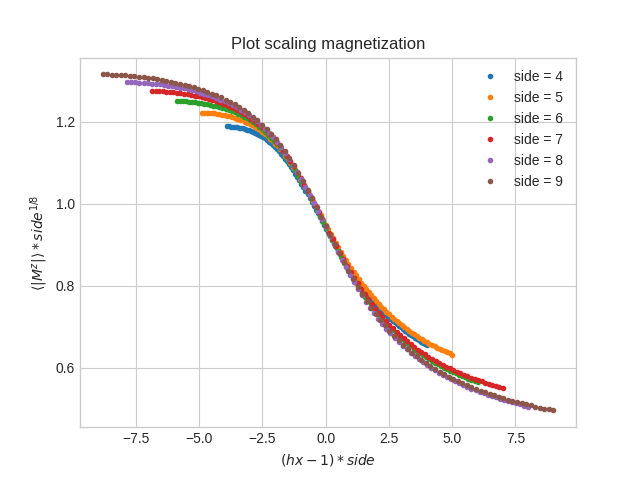 Plot scaling magnetization
side = 4
side = 5
side = 6
side = 7
side = 8
side = 9
1.2
1.0
0.8
0.6
⟨|M^z|⟩ * side^{1/8}
−7.5 −5.0 −2.5 0.0 2.5 5.0 7.5
(hx − 1) * side